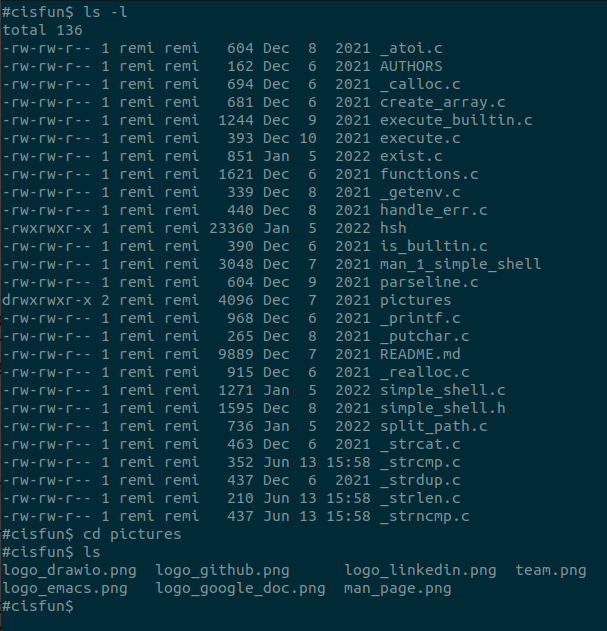 #cisfun$ ls -l
total 136
-rw-rw-r-- 1 remi remi   604 Dec  8  2021 _atoi.c
-rw-rw-r-- 1 remi remi   162 Dec  6  2021 AUTHORS
-rw-rw-r-- 1 remi remi   694 Dec  6  2021 _calloc.c
-rw-rw-r-- 1 remi remi   681 Dec  6  2021 create_array.c
-rw-rw-r-- 1 remi remi  1244 Dec  9  2021 execute_builtin.c
-rw-rw-r-- 1 remi remi   393 Dec 10  2021 execute.c
-rw-rw-r-- 1 remi remi   851 Jan  5  2022 exist.c
-rw-rw-r-- 1 remi remi  1621 Dec  6  2021 functions.c
-rw-rw-r-- 1 remi remi   339 Dec  8  2021 _getenv.c
-rw-rw-r-- 1 remi remi   440 Dec  8  2021 handle_err.c
-rwxrwxr-x 1 remi remi 23360 Jan  5  2022 hsh
-rw-rw-r-- 1 remi remi   390 Dec  6  2021 is_builtin.c
-rw-rw-r-- 1 remi remi  3048 Dec  7  2021 man_1_simple_shell
-rw-rw-r-- 1 remi remi   604 Dec  9  2021 parseline.c
drwxrwxr-x 2 remi remi  4096 Dec  7  2021 pictures
-rw-rw-r-- 1 remi remi   968 Dec  6  2021 _printf.c
-rw-rw-r-- 1 remi remi   265 Dec  8  2021 _putchar.c
-rw-rw-r-- 1 remi remi  9889 Dec  7  2021 README.md
-rw-rw-r-- 1 remi remi   915 Dec  6  2021 _realloc.c
-rw-rw-r-- 1 remi remi  1271 Jan  5  2022 simple_shell.c
-rw-rw-r-- 1 remi remi  1595 Dec  8  2021 simple_shell.h
-rw-rw-r-- 1 remi remi   736 Jan  5  2022 split_path.c
-rw-rw-r-- 1 remi remi   463 Dec  6  2021 _strcat.c
-rw-rw-r-- 1 remi remi   352 Jun 13 15:58 _strcmp.c
-rw-rw-r-- 1 remi remi   437 Dec  6  2021 _strdup.c
-rw-rw-r-- 1 remi remi   210 Jun 13 15:58 _strlen.c
-rw-rw-r-- 1 remi remi   437 Jun 13 15:58 _strncmp.c
#cisfun$ cd pictures
#cisfun$ ls
logo_drawio.png  logo_github.png      logo_linkedin.png  team.png
logo_emacs.png   logo_google_doc.png  man_page.png
#cisfun$